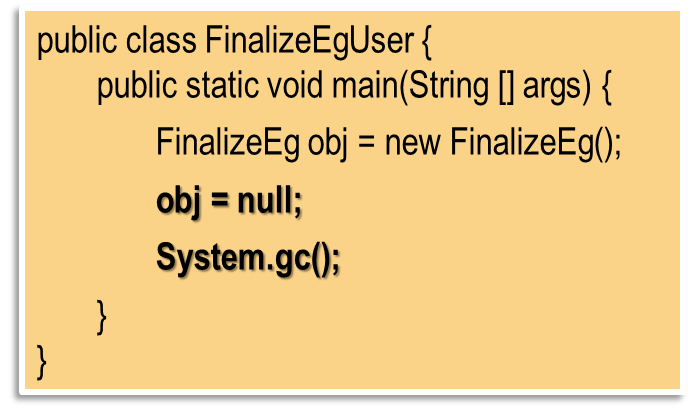 public class FinalizeEgUser {
public static void main(String [] args) {
FinalizeEg obj = new FinalizeEg();
obj = null;
System.gc();
}
}